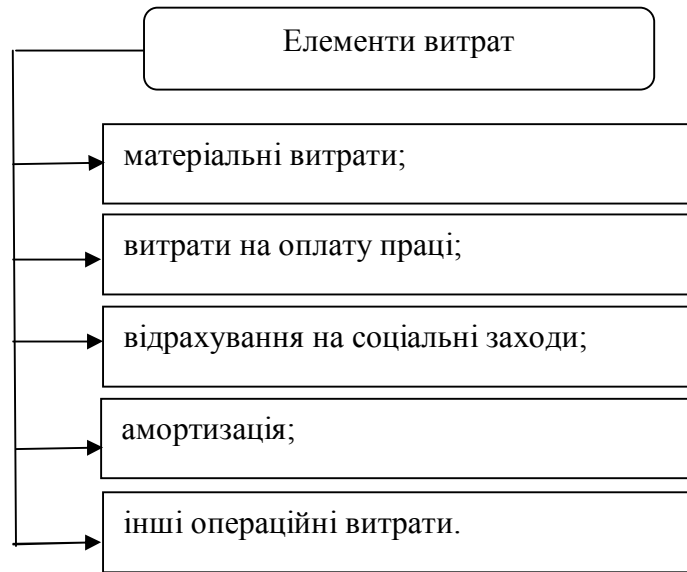 Елементи витрат
матеріальні витрати;
витрати на оплату праці;
відрахування на соціальні заходи;
амортизація;
інші операційні витрати.